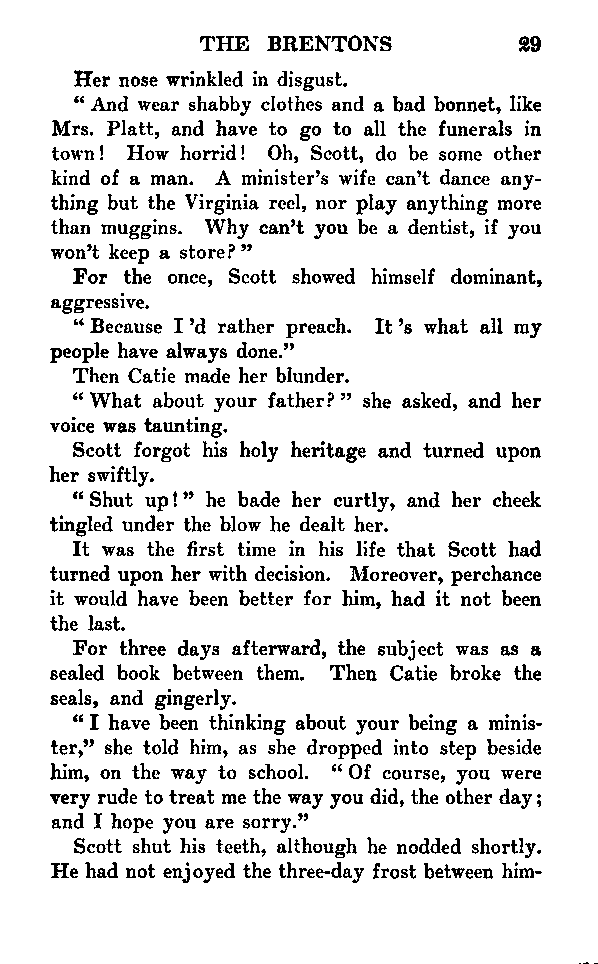 THE BRENTONS 29
Her nose wrinkled in disgust.
“ And wear shabby clothes and a bad bonnet, like
Mrs. Platt, and have to go to all the funerals in
town! How horrid! Oh, Scott, do be some other
kind of a man. A minister’s wife can’t dance any-
thing but the Virginia reel, nor play anything more
than muggins. Why can’t you be a dentist, if you
won’t keep a store? ”
For the once, Scott showed himself dominant,
aggressive.
“ Because I ’d rather preach. It ’s what all my
people have always done.”
Then Catie made her blunder.
“ What about your father? ” she asked, and her
voice was taunting.
Scott forgot his holy heritage and turned upon
her swiftly.
“ Shut up! ” he bade her curtly, and her cheek
tingled under the blow he dealt her.
It was the first time in his life that Scott had
turned upon her with decision. Moreover, perchance
it would have been better for him, had it not been
the last.
For three days afterward, the subject was as a
sealed book between them. Then Catie broke the
seals, and gingerly.
“ I have been thinking about your being a minis-
ter,” she told him, as she dropped into step beside
him, on the way to school. “ Of course, you were
very rude to treat me the way you did, the other day;
and I hope you are sorry.”
Scott shut his teeth, although he nodded shortly.
He had not enjoyed the three-day frost between him-